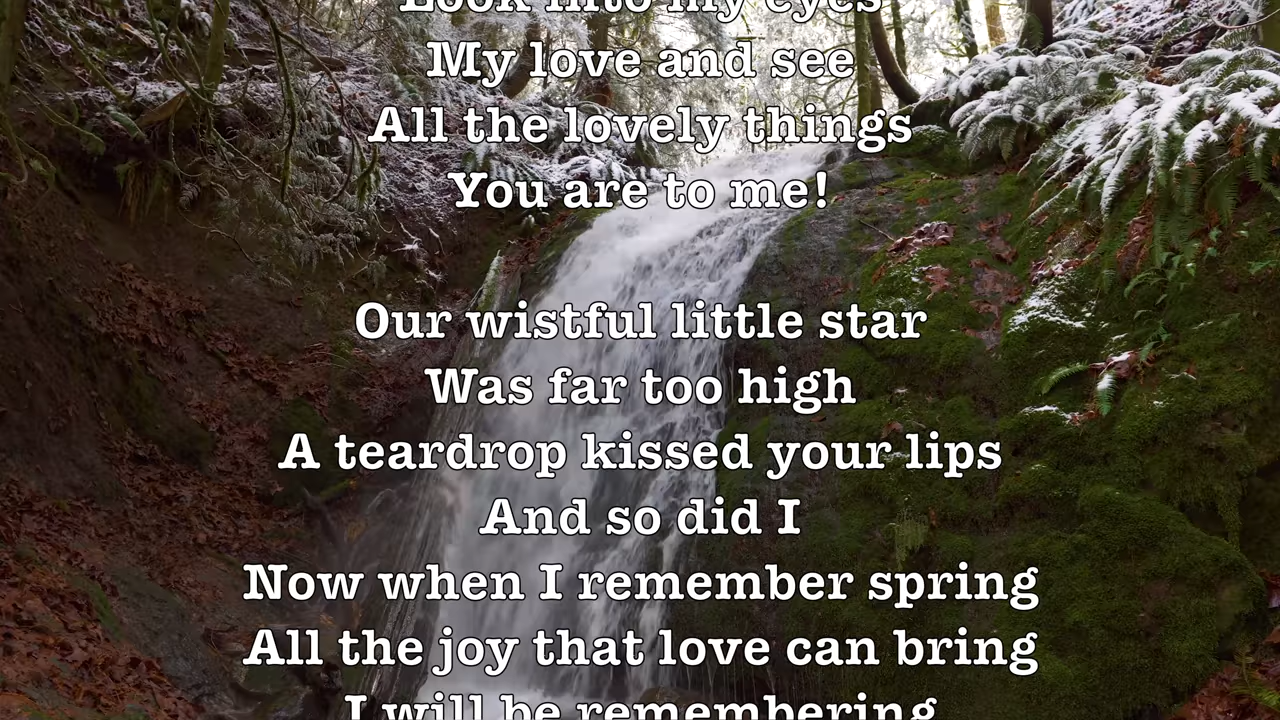 Look into my eyes
My love and see
All the lovely things
You are to me!
Our wistful little star
Was far too high
A teardrop kissed your lips
And so did I
Now when I remember spring
All the joy that love can bring
I will be remembering